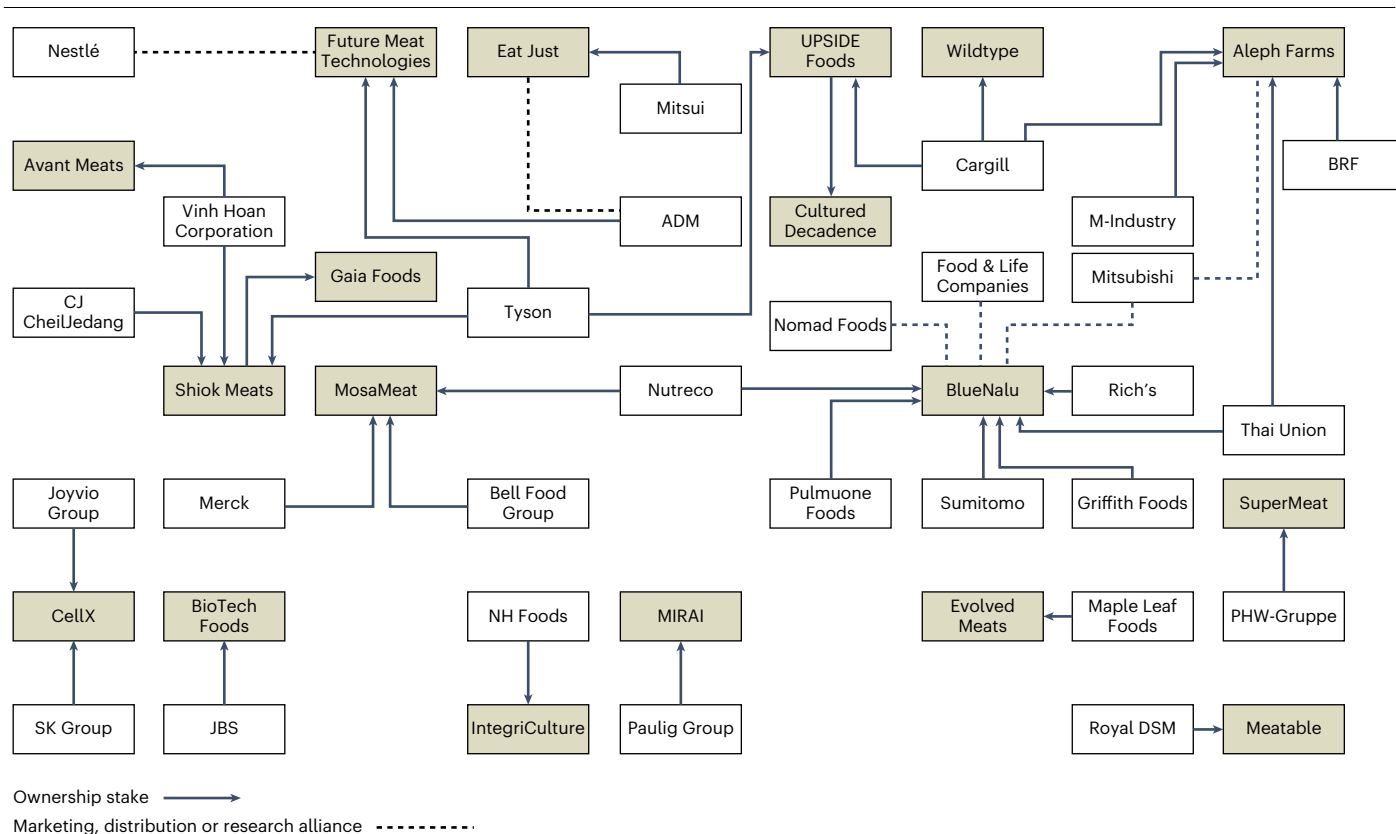 Nestlé
Future Meat
Technologies
Eat Just
UPSIDE
Foods
Wildtype
Aleph Farms
Mitsui
Avant Meats
Cargill
BRF
Vinh Hoan
Corporation
ADM
Cultured
Decadence
M-Industry
Gaia Foods
Food & Life
Companies
Mitsubishi
CJ
CheilJedang
Tyson
Nomad Foods
Shiok Meats
MosaMeat
Nutreco
BlueNalu
Rich's
Thai Union
Joyvio
Group
Merck
Bell Food
Group
Pulmuone
Foods
Sumitomo
Griffith Foods
SuperMeat
CellX
BioTech
Foods
NH Foods
MIRAI
Evolved
Meats
Maple Leaf
Foods
PHW-Gruppe
SK Group
JBS
IntegriCulture
Paulig Group
Royal DSM
Meatable
Ownership stake
Marketing, distribution or research alliance